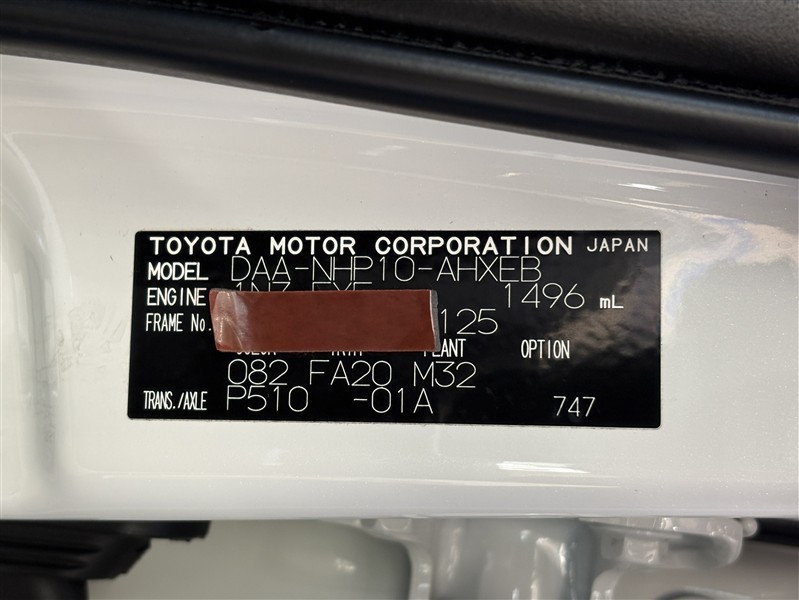 TOYOTA MOTOR CORPORATION JAPAN
MODEL DAA-NHP10-AHXEB
ENGINE 1496 mL
FRAME No. 125
PLANT OPTION
082 FA20 M32
TRANS./AXLE P510 -01A 747